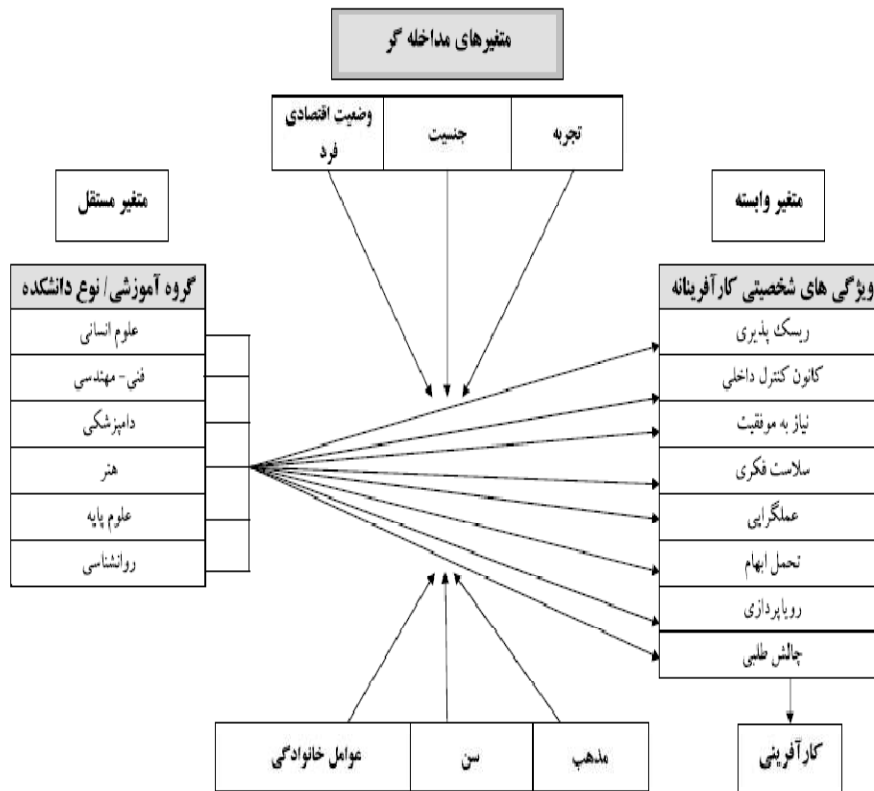 متغیرهای مداخله گر
تجربه
جنسیت
وضعیت اقتصادی
فرد
متغیر وابسته
متغیر مستقل
ویژگی های شخصیتی کارآفرینانه
ریسک پذیری
کانون کنترل داخلی
نیاز به موفقیت
سلاست فکری
عملگرایی
تحمل ابهام
رویاپردازی
چالش طلبی
گروه آموزشی/ نوع دانشکده
علوم انسانی
فنی- مهندسی
دامپزشکی
هنر
علوم پایه
روانشناسی
کارآفرینی
مذهب
سن
عوامل خانوادگی